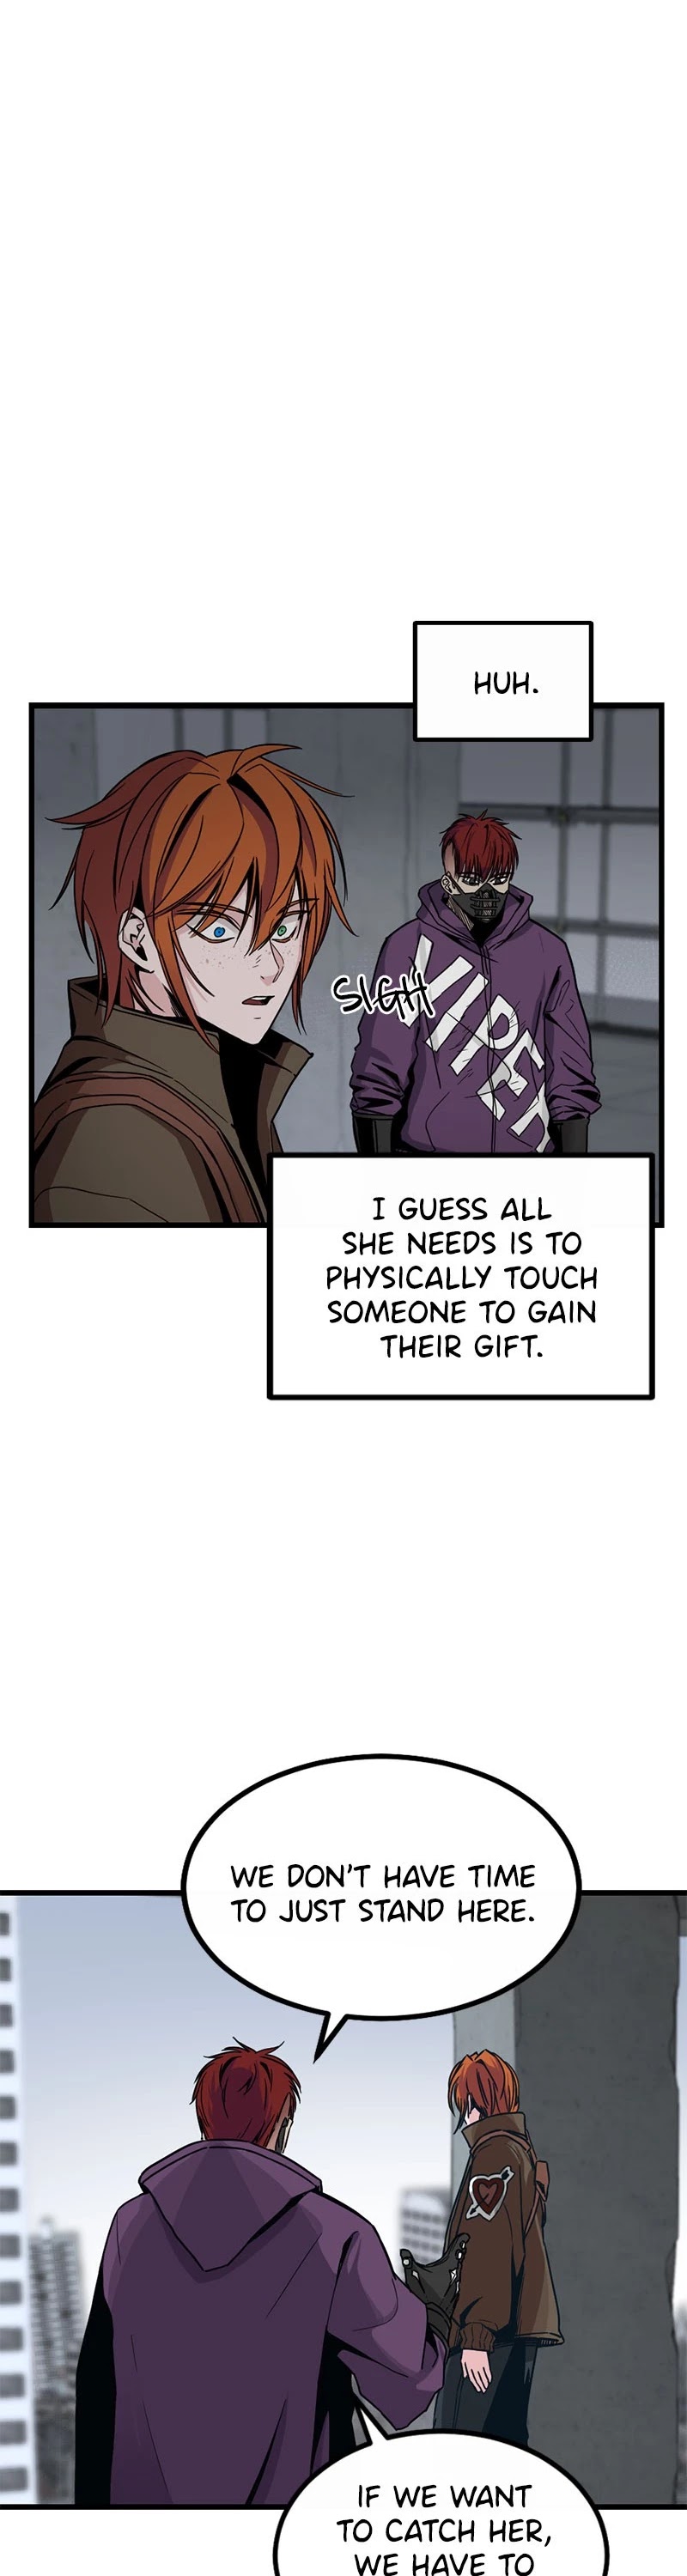 HUH.
SIGH
VIPER
I GUESS ALL
SHE NEEDS IS TO
PHYSICALLY TOUCH
SOMEONE TO GAIN
THEIR GIFT.
WE DON'T HAVE TIME
TO JUST STAND HERE.
IF WE WANT
TO CATCH HER,
WE HAVE TO